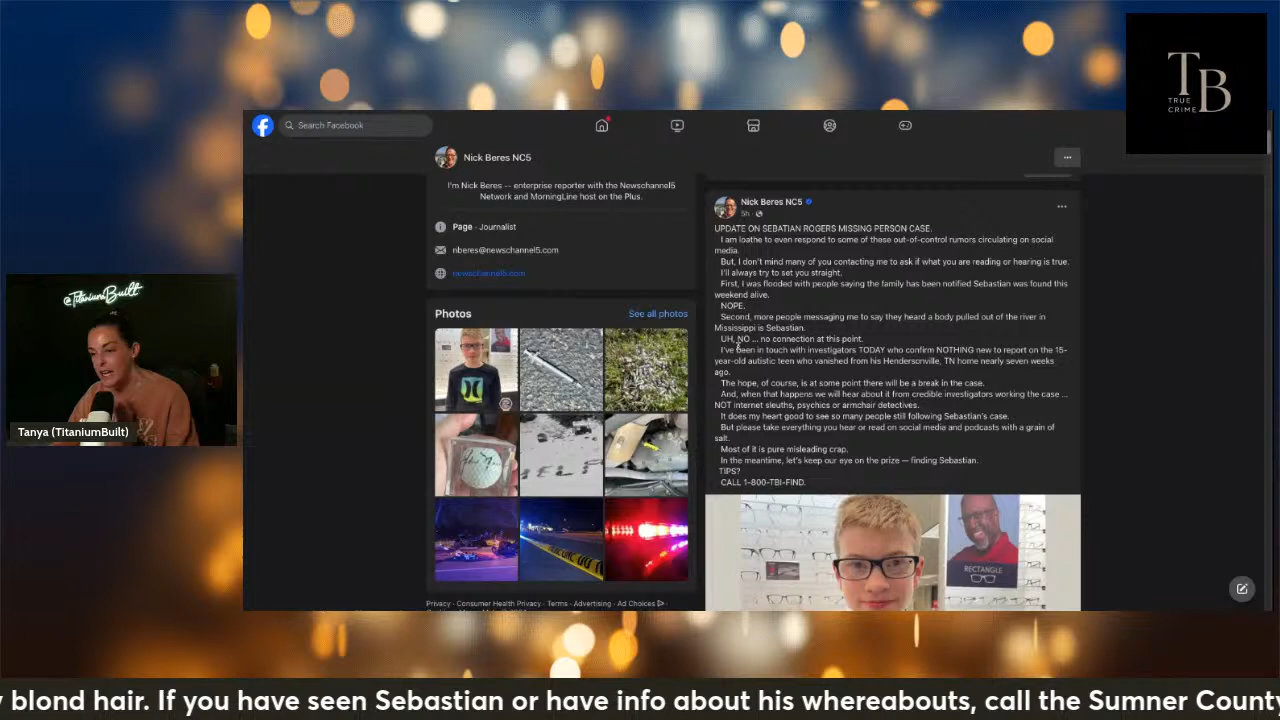 TB
TRUE
CRIME
Search Facebook
Nick Beres NC5
I'm Nick Beres -- enterprise reporter with the Newschannel5
Network and MorningLine host on the Plus.
Page · Journalist
nberes@newschannel5.com
newschannel5.com
Photos
See all photos
Privacy · Consumer Health Privacy · Terms · Advertising · Ad Choices
Nick Beres NC5
5h
UPDATE ON SEBATIAN ROGERS MISSING PERSON CASE.
I am loathe to even respond to some of these out-of-control rumors circulating on social
media.
But, I don't mind many of you contacting me to ask if what you are reading or hearing is true.
I'll always try to set you straight.
First, I was flooded with people saying the family has been notified Sebastian was found this
weekend alive.
NOPE.
Second, more people messaging me to say they heard a body pulled out of the river in
Mississippi is Sebastian.
UH, NO ... no connection at this point.
I've been in touch with investigators TODAY who confirm NOTHING new to report on the 15-
year-old autistic teen who vanished from his Hendersonville, TN home nearly seven weeks
ago.
The hope, of course, is at some point there will be a break in the case.
And, when that happens we will hear about it from credible investigators working the case ...
NOT internet sleuths, psychics or armchair detectives.
It does my heart good to see so many people still following Sebastian's case.
But please take everything you hear or read on social media and podcasts with a grain of
salt.
Most of it is pure misleading crap.
In the meantime, let's keep our eye on the prize -- finding Sebastian.
TIPS?
CALL 1-800-TBI-FIND.
RECTANGLE
@TitaniumBuilt
Tanya (TitaniumBuilt)
y blond hair. If you have seen Sebastian or have info about his whereabouts, call the Sumner County